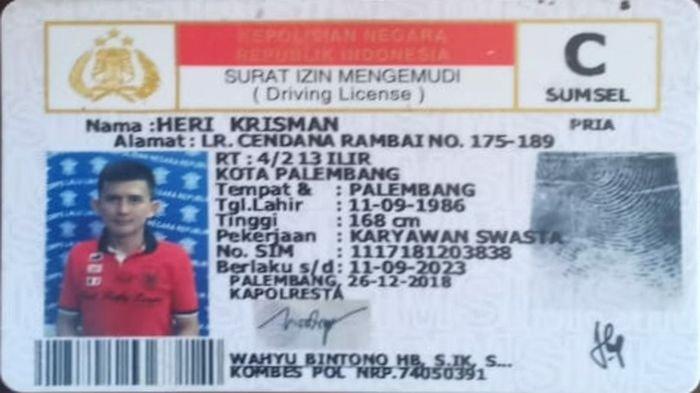 KEPOLISIAN NEGARA
REPUBLIK INDONESIA
SURAT IZIN MENGEMUDI
( Driving License )
C
SUMSEL
Nama :HERI KRISMAN PRIA
Alamat: LR. CENDANA RAMBAI NO. 175-189
RT : 4/2 13 ILIR
KOTA PALEMBANG
Tempat & : PALEMBANG
Tgl.Lahir : 11-09-1986
Tinggi : 168 cm
Pekerjaan : KARYAWAN SWASTA
No. SIM : 1117181203838
Berlaku s/d: 11-09-2023
PALEMBANG, 26-12-2018
KAPOLRESTA
WAHYU BINTONO HB, S.IK, S...
KOMBES POL NRP.74050391